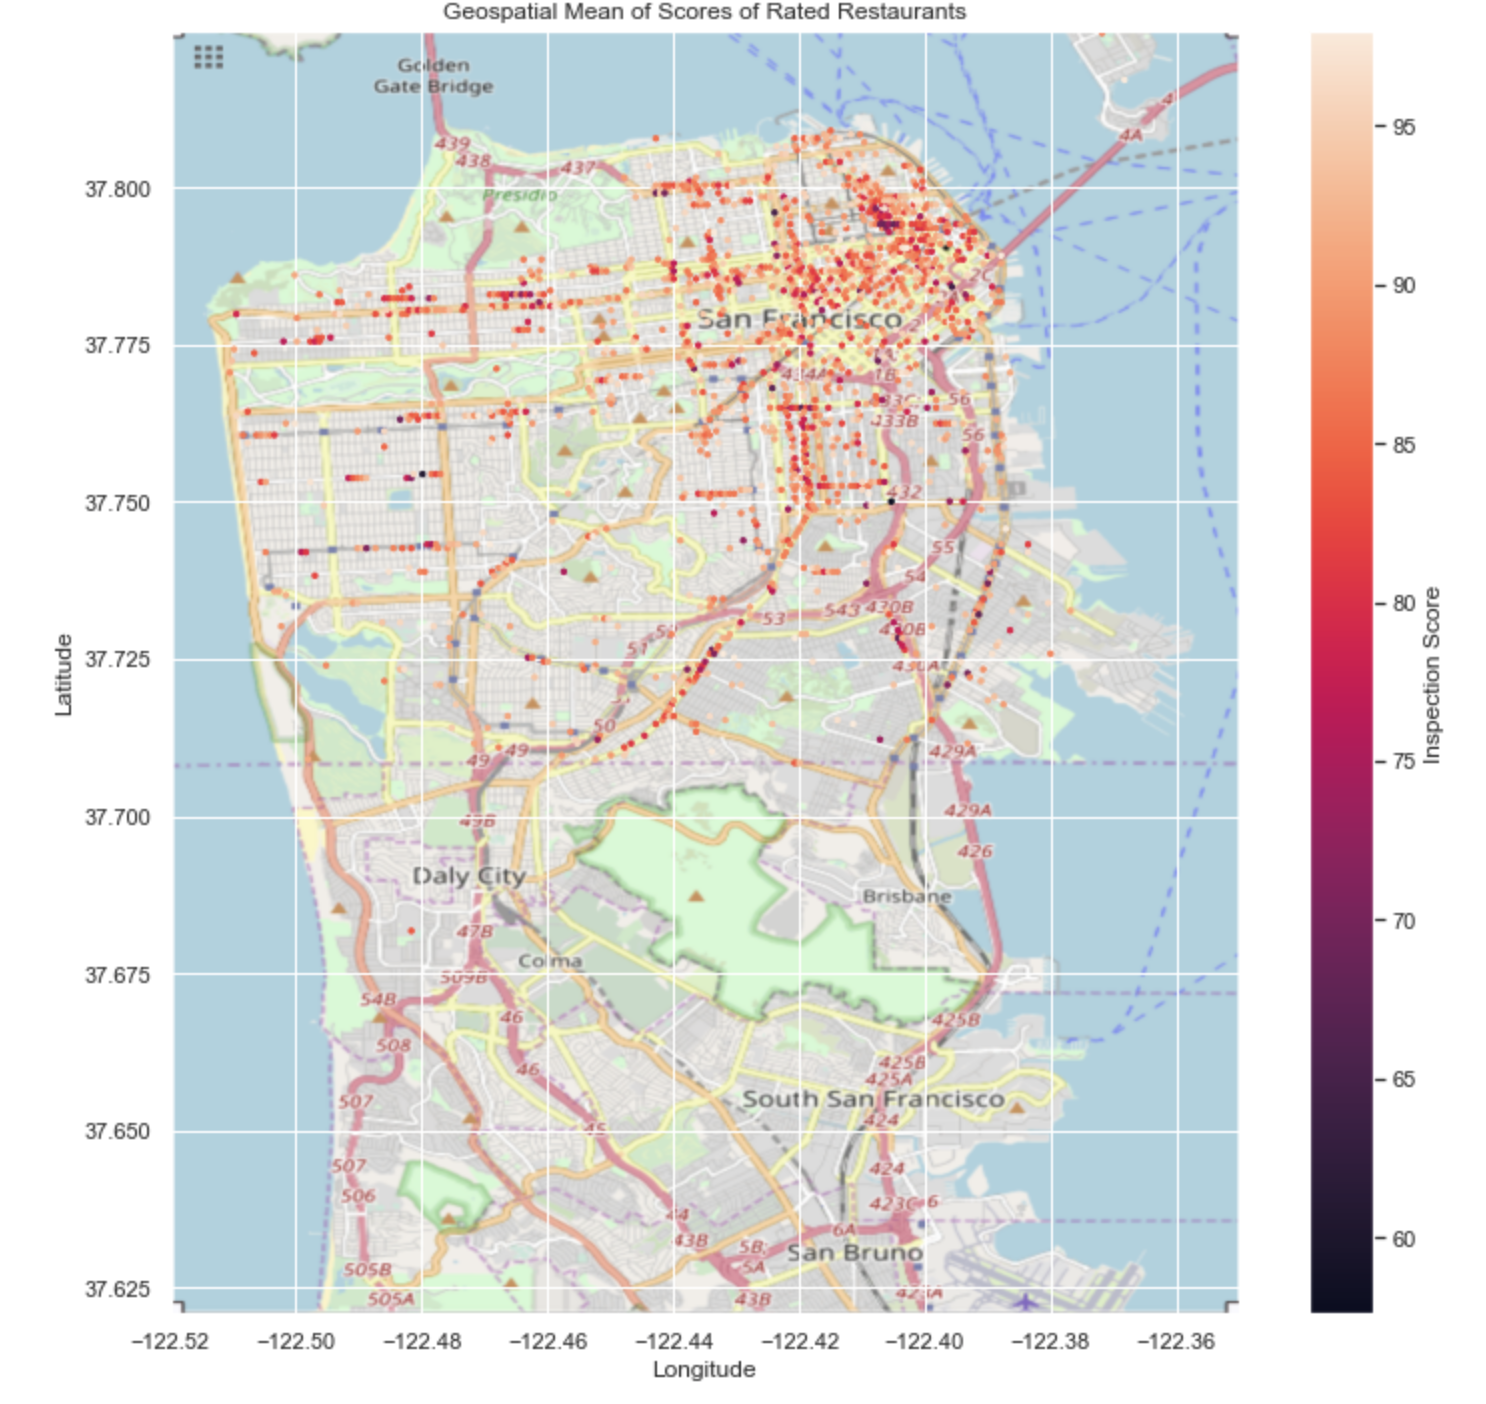 Geospatial Mean of Scores of Rated Restaurants
Golden
Gate Bridge
4
4A
439
438
437
Presidio
2C
San Francisco
2
434A
1B
33C
433B
56
56
432
55
54
543
430B
430B
53
52
51
430A
50
49
49
429A
429A
49B
426
Daly City
Brisbane
47B
Colma
509B
54B
46
425B
508
46
425B
425A
507
South San Francisco
424
45
507
424
506
423C
6
44
6A
43B
5B;
5A
San Bruno
505B
505A
43B
423A
37.800
37.775
37.750
37.725
37.700
37.675
37.650
37.625
Latitude
−122.52
−122.50
−122.48
−122.46
−122.44
−122.42
−122.40
−122.38
−122.36
Longitude
95
90
85
80
75
70
65
60
Inspection Score